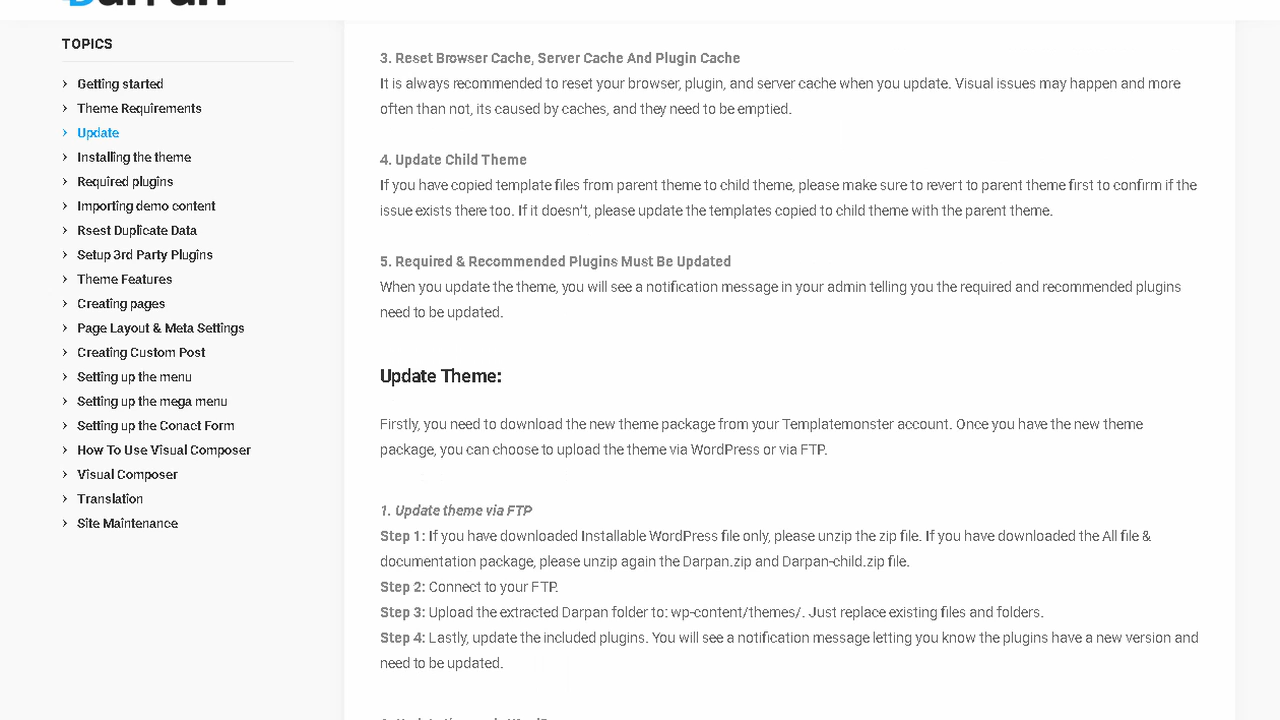 TOPICS
Getting started
Theme Requirements
Update
Installing the theme
Required plugins
Importing demo content
Rsest Duplicate Data
Setup 3rd Party Plugins
Theme Features
Creating pages
Page Layout & Meta Settings
Creating Custom Post
Setting up the menu
Setting up the mega menu
Setting up the Conact Form
How To Use Visual Composer
Visual Composer
Translation
Site Maintenance
3. Reset Browser Cache, Server Cache And Plugin Cache
It is always recommended to reset your browser, plugin, and server cache when you update. Visual issues may happen and more
often than not, its caused by caches, and they need to be emptied.
4. Update Child Theme
If you have copied template files from parent theme to child theme, please make sure to revert to parent theme first to confirm if the
issue exists there too. If it doesn't, please update the templates copied to child theme with the parent theme.
5. Required & Recommended Plugins Must Be Updated
When you update the theme, you will see a notification message in your admin telling you the required and recommended plugins
need to be updated.
Update Theme:
Firstly, you need to download the new theme package from your Templatemonster account. Once you have the new theme
package, you can choose to upload the theme via WordPress or via FTP.
1. Update theme via FTP
Step 1: If you have downloaded Installable WordPress file only, please unzip the zip file. If you have downloaded the All file &
documentation package, please unzip again the Darpan.zip and Darpan-child.zip file.
Step 2: Connect to your FTP.
Step 3: Upload the extracted Darpan folder to: wp-content/themes/. Just replace existing files and folders.
Step 4: Lastly, update the included plugins. You will see a notification message letting you know the plugins have a new version and
need to be updated.